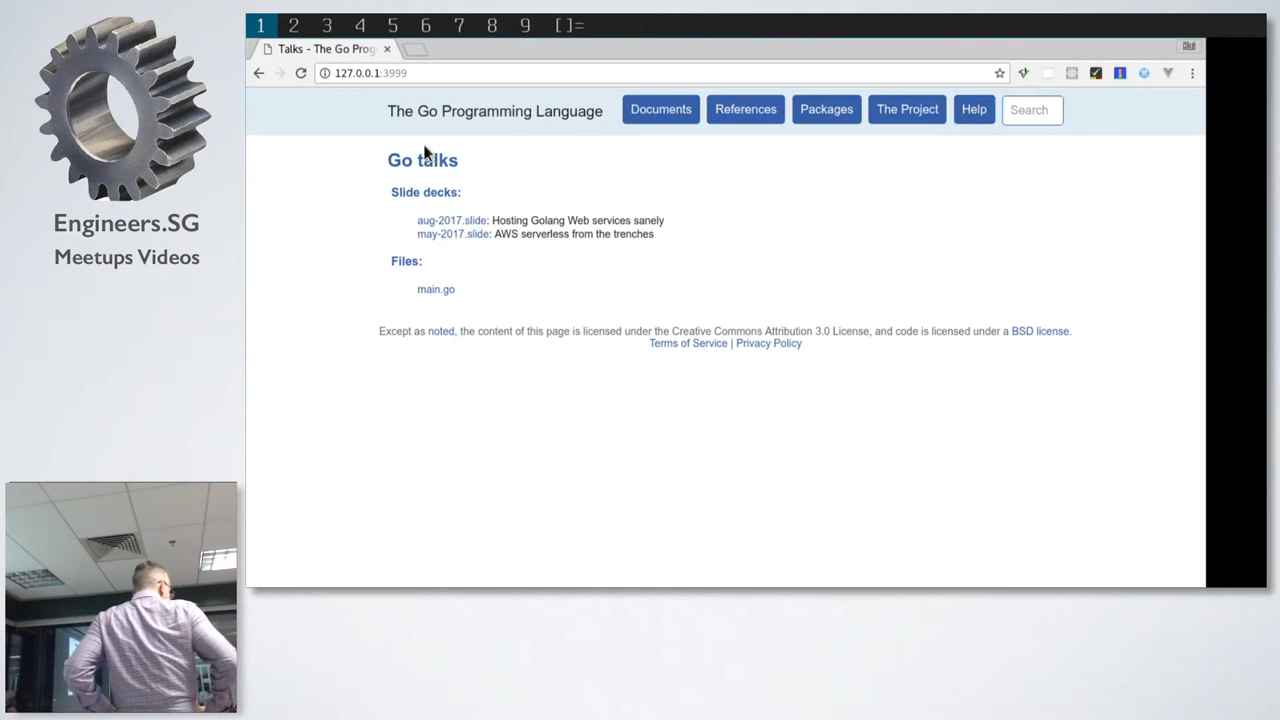 1 2 3 4 5 6 7 8 9 []=
Talks - The Go Prog
127.0.0.1:3999
The Go Programming Language
Documents
References
Packages
The Project
Help
Search
Go talks
Slide decks:
aug-2017.slide: Hosting Golang Web services sanely
may-2017.slide: AWS serverless from the trenches
Files:
main.go
Except as noted, the content of this page is licensed under the Creative Commons Attribution 3.0 License, and code is licensed under a BSD license.
Terms of Service | Privacy Policy
Engineers.SG
Meetups Videos